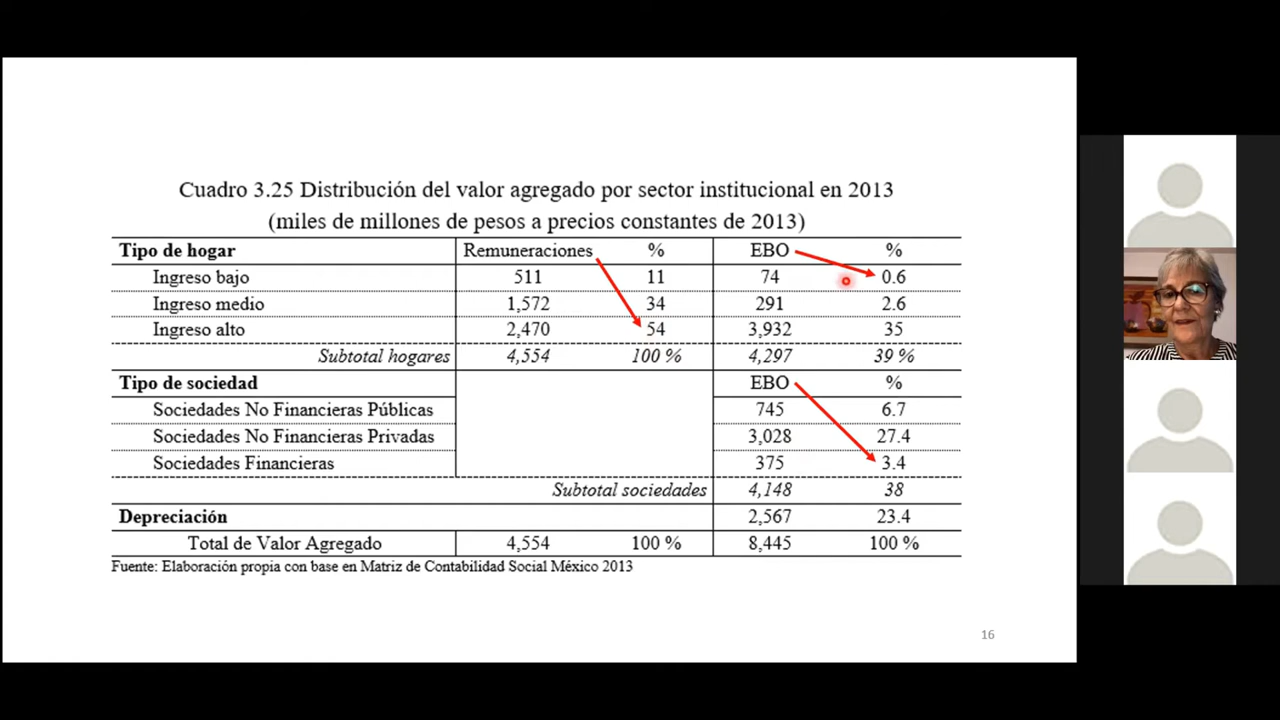 Cuadro 3.25 Distribución del valor agregado por sector institucional en 2013
(miles de millones de pesos a precios constantes de 2013)
Tipo de hogar Remuneraciones % EBO %
Ingreso bajo 511 11 74 0.6
Ingreso medio 1,572 34 291 2.6
Ingreso alto 2,470 54 3,932 35
Subtotal hogares 4,554 100 % 4,297 39 %
Tipo de sociedad EBO %
Sociedades No Financieras Públicas 745 6.7
Sociedades No Financieras Privadas 3,028 27.4
Sociedades Financieras 375 3.4
Subtotal sociedades 4,148 38
Depreciación 2,567 23.4
Total de Valor Agregado 4,554 100 % 8,445 100 %
Fuente: Elaboración propia con base en Matriz de Contabilidad Social México 2013
16